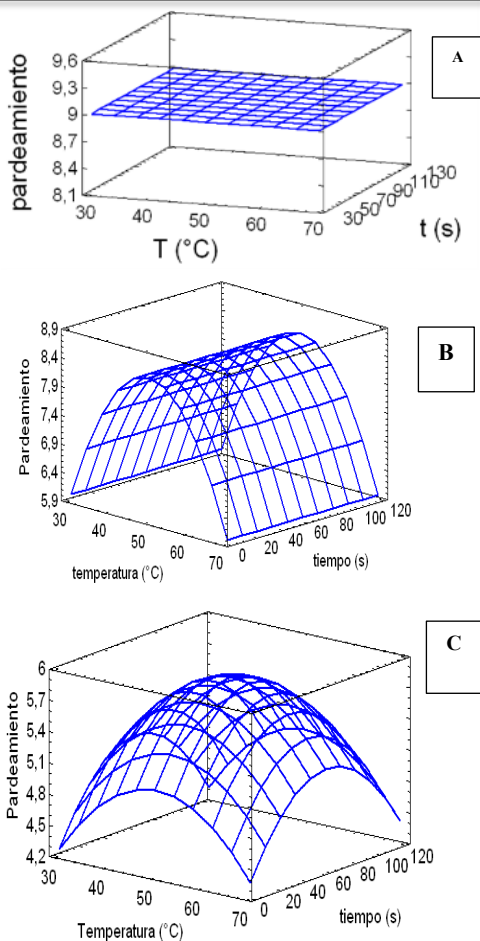 A
pardeamiento
9,6
9,3
9
8,7
8,4
8,1
30 40 50 60 70
T (°C)
30 50 70 90 110 130
t (s)
B
Pardeamiento
8,9
8,4
7,9
7,4
6,9
6,4
5,9
30 40 50 60 70
temperatura (°C)
0 20 40 60 80 100 120
tiempo (s)
C
Pardeamiento
6
5,7
5,4
5,1
4,8
4,5
4,2
30 40 50 60 70
Temperatura (°C)
0 20 40 60 80 100 120
tiempo (s)